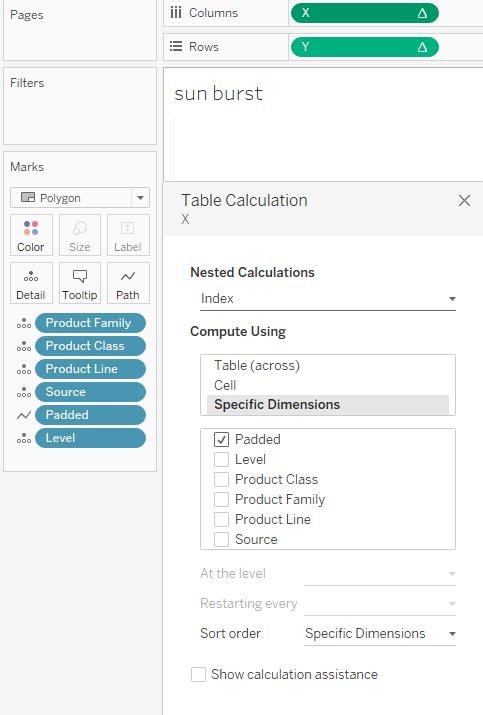 Pages
Columns X Δ
Rows Y Δ
Filters
sun burst
Marks
Polygon
Color Size Label
Detail Tooltip Path
Product Family
Product Class
Product Line
Source
Padded
Level
Table Calculation
X
Nested Calculations
Index
Compute Using
Table (across)
Cell
Specific Dimensions
Padded
Level
Product Class
Product Family
Product Line
Source
At the level
Restarting every
Sort order Specific Dimensions
Show calculation assistance